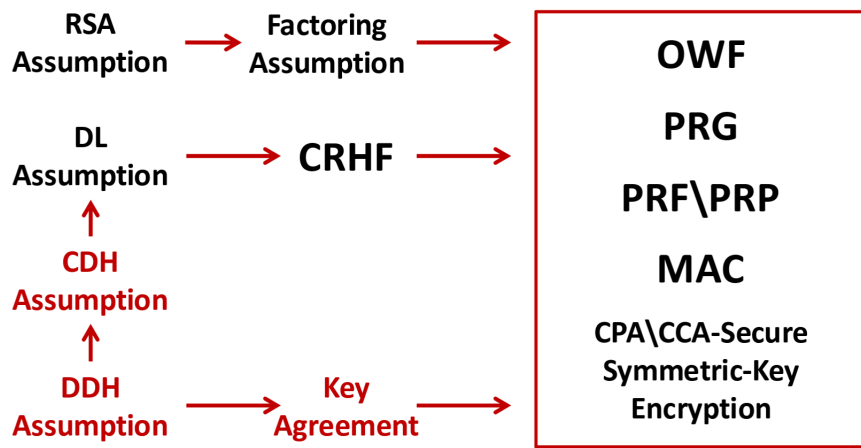 RSA
Assumption
Factoring
Assumption
OWF
PRG
DL
Assumption
CRHF
PRF\PRP
CDH
Assumption
MAC
CPA\CCA-Secure
Symmetric-Key
Encryption
DDH
Assumption
Key
Agreement